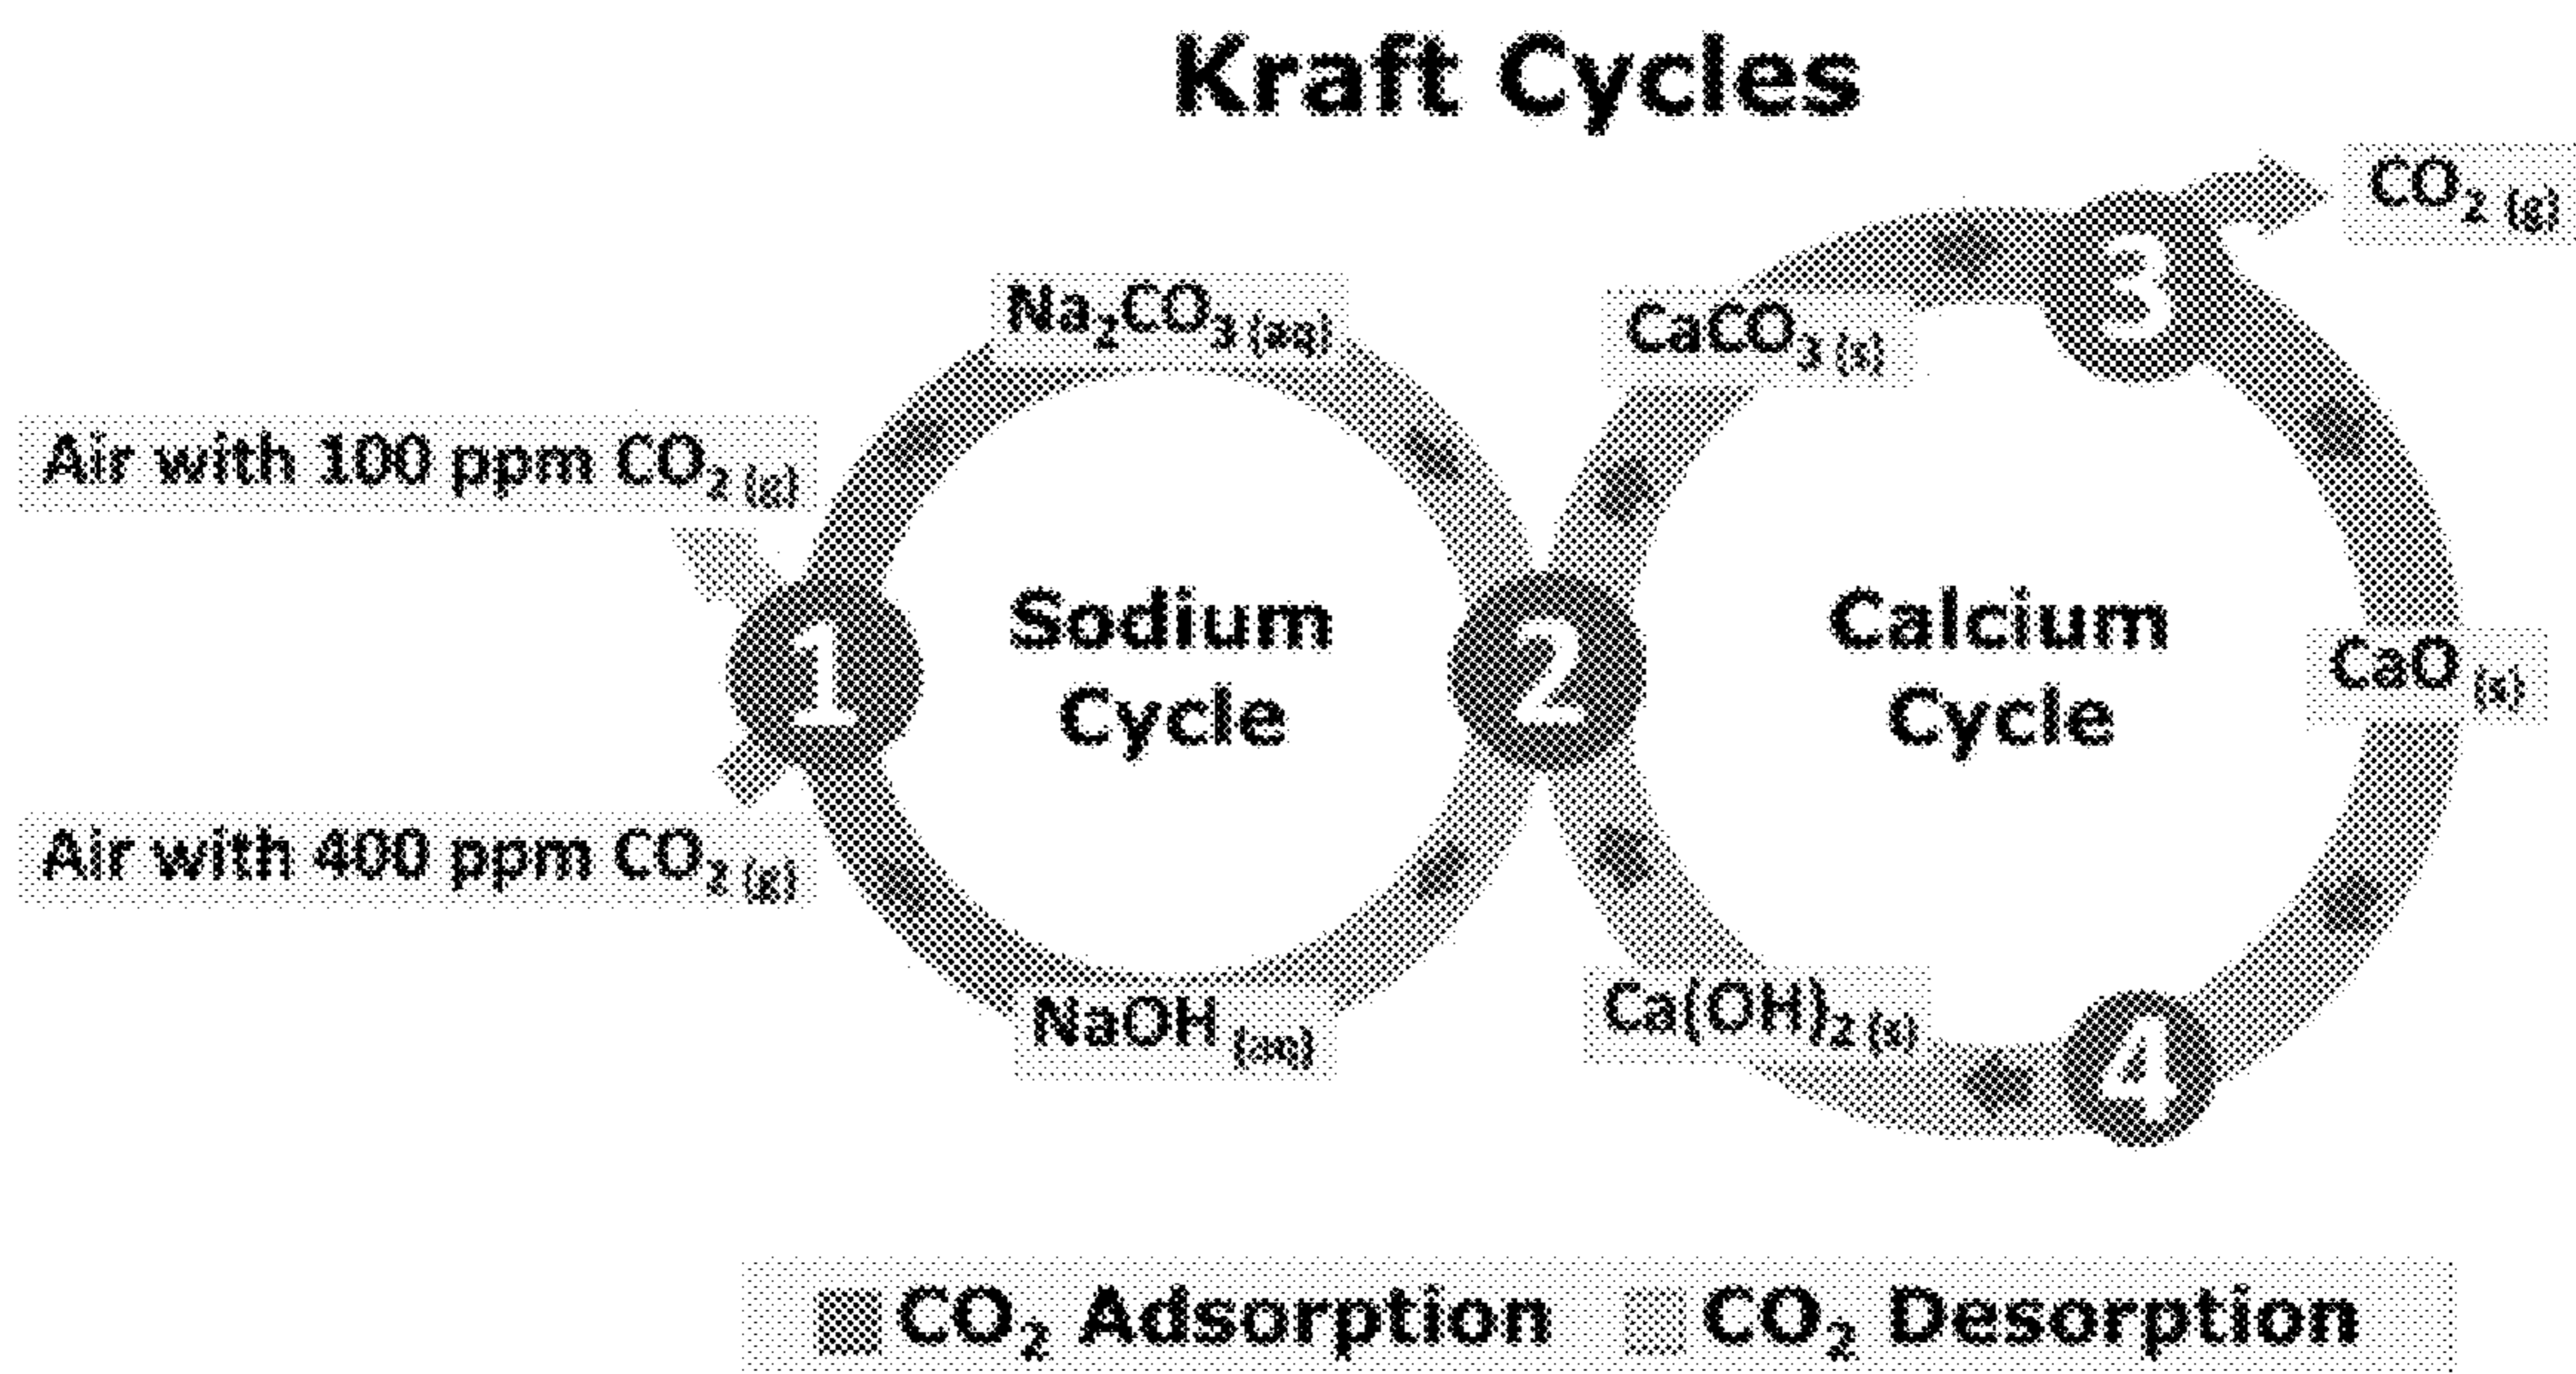 Kraft Cycles
CO₂ (g)
Na₂CO₃ (aq)
CaCO₃ (s)
3
Air with 100 ppm CO₂ (g)
1
Sodium
Cycle
2
Calcium
Cycle
CaO (s)
Air with 400 ppm CO₂ (g)
NaOH (aq)
Ca(OH)₂ (s)
4
CO₂ Adsorption CO₂ Desorption